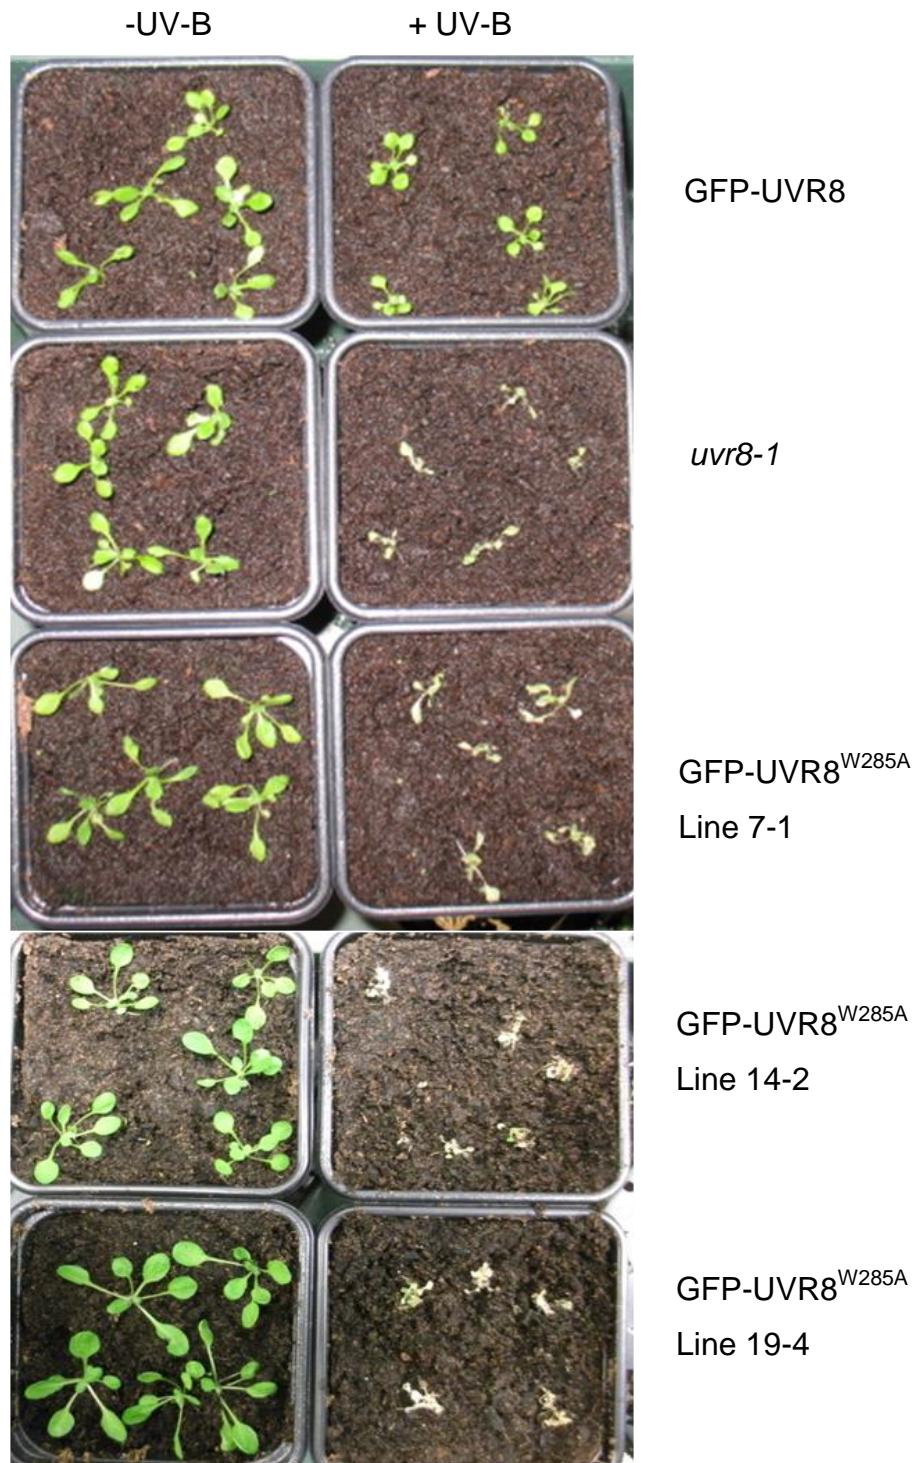 -UV-B + UV-B
GFP-UVR8
uvr8-1
GFP-UVR8W285A
Line 7-1
GFP-UVR8W285A
Line 14-2
GFP-UVR8W285A
Line 19-4